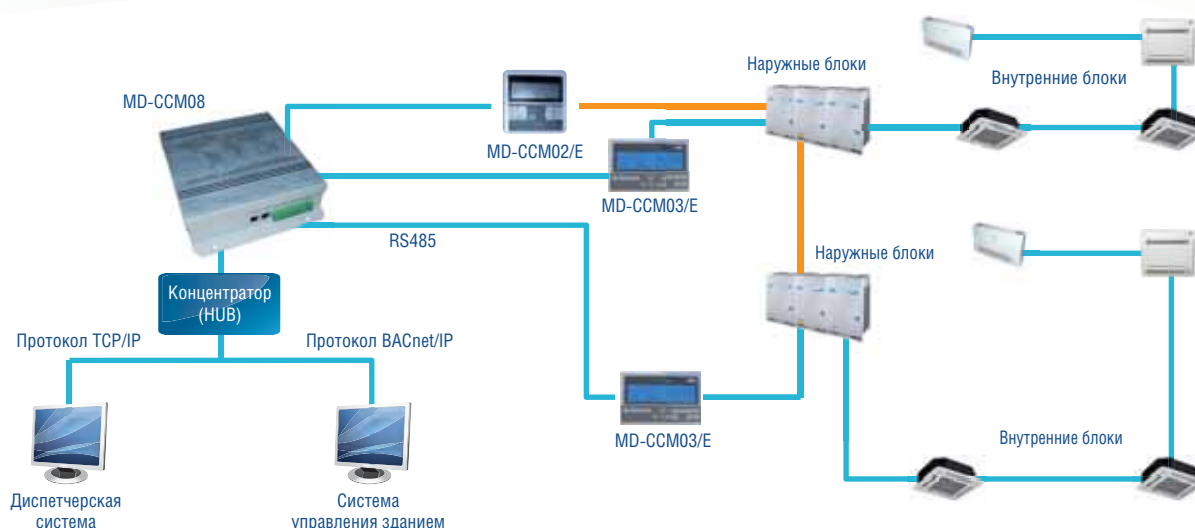 Наружные блоки
Внутренние блоки
MD-CCM08
MD-CCM02/E
MD-CCM03/E
RS485
Наружные блоки
Концентратор
(HUB)
Протокол TCP/IP
Протокол BACnet/IP
MD-CCM03/E
Внутренние блоки
Диспетчерская
система
Система
управления зданием